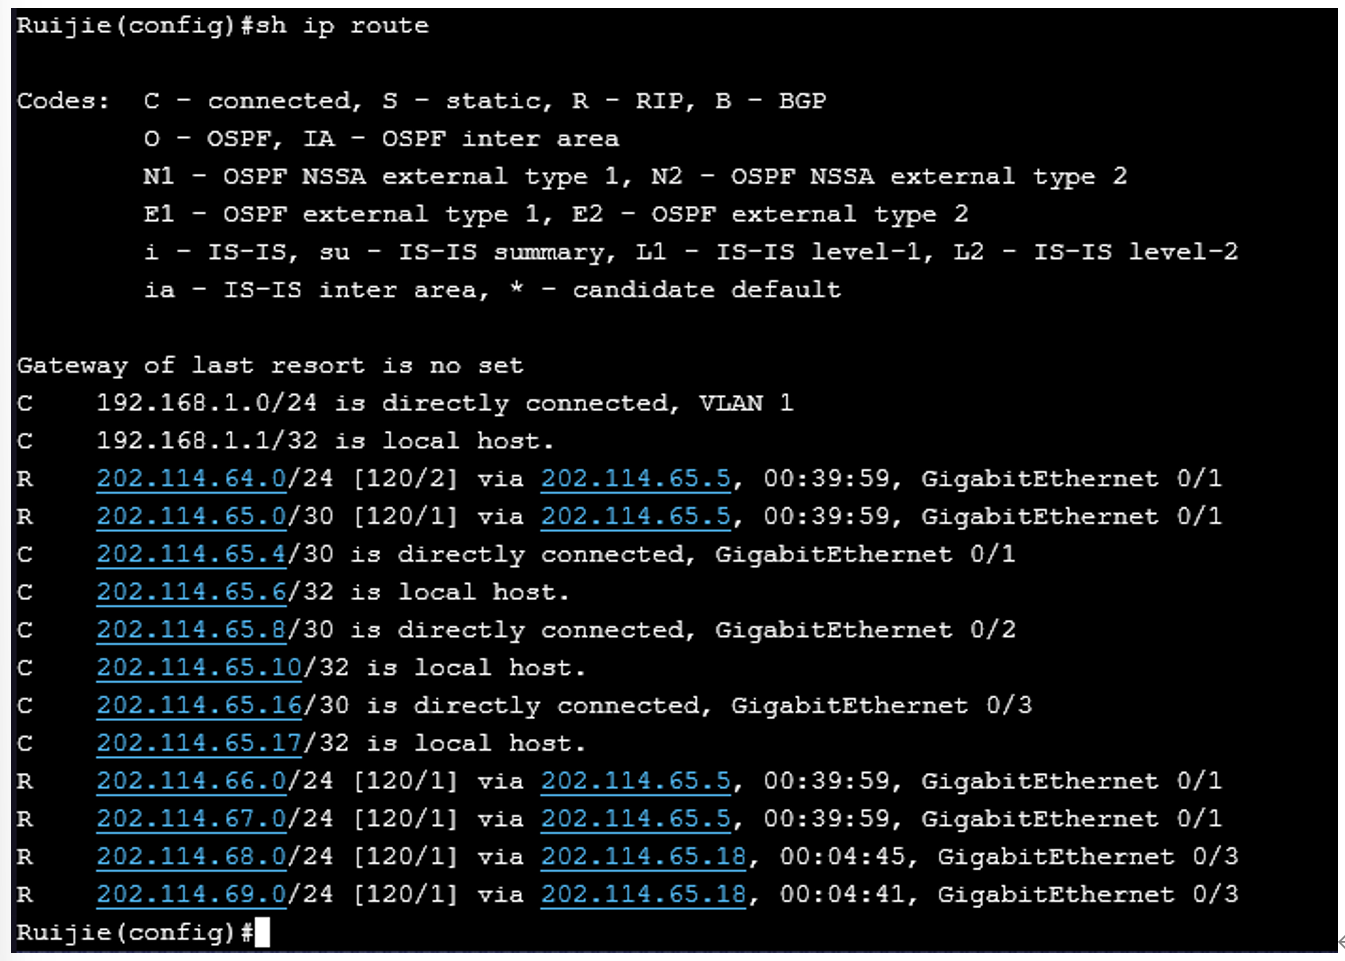 Ruijie(config)#sh ip route
Codes:  C - connected, S - static, R - RIP, B - BGP
        O - OSPF, IA - OSPF inter area
        N1 - OSPF NSSA external type 1, N2 - OSPF NSSA external type 2
        E1 - OSPF external type 1, E2 - OSPF external type 2
        i - IS-IS, su - IS-IS summary, L1 - IS-IS level-1, L2 - IS-IS level-2
        ia - IS-IS inter area, * - candidate default
Gateway of last resort is no set
C    192.168.1.0/24 is directly connected, VLAN 1
C    192.168.1.1/32 is local host.
R    202.114.64.0/24 [120/2] via 202.114.65.5, 00:39:59, GigabitEthernet 0/1
R    202.114.65.0/30 [120/1] via 202.114.65.5, 00:39:59, GigabitEthernet 0/1
C    202.114.65.4/30 is directly connected, GigabitEthernet 0/1
C    202.114.65.6/32 is local host.
C    202.114.65.8/30 is directly connected, GigabitEthernet 0/2
C    202.114.65.10/32 is local host.
C    202.114.65.16/30 is directly connected, GigabitEthernet 0/3
C    202.114.65.17/32 is local host.
R    202.114.66.0/24 [120/1] via 202.114.65.5, 00:39:59, GigabitEthernet 0/1
R    202.114.67.0/24 [120/1] via 202.114.65.5, 00:39:59, GigabitEthernet 0/1
R    202.114.68.0/24 [120/1] via 202.114.65.18, 00:04:45, GigabitEthernet 0/3
R    202.114.69.0/24 [120/1] via 202.114.65.18, 00:04:41, GigabitEthernet 0/3
Ruijie(config)#